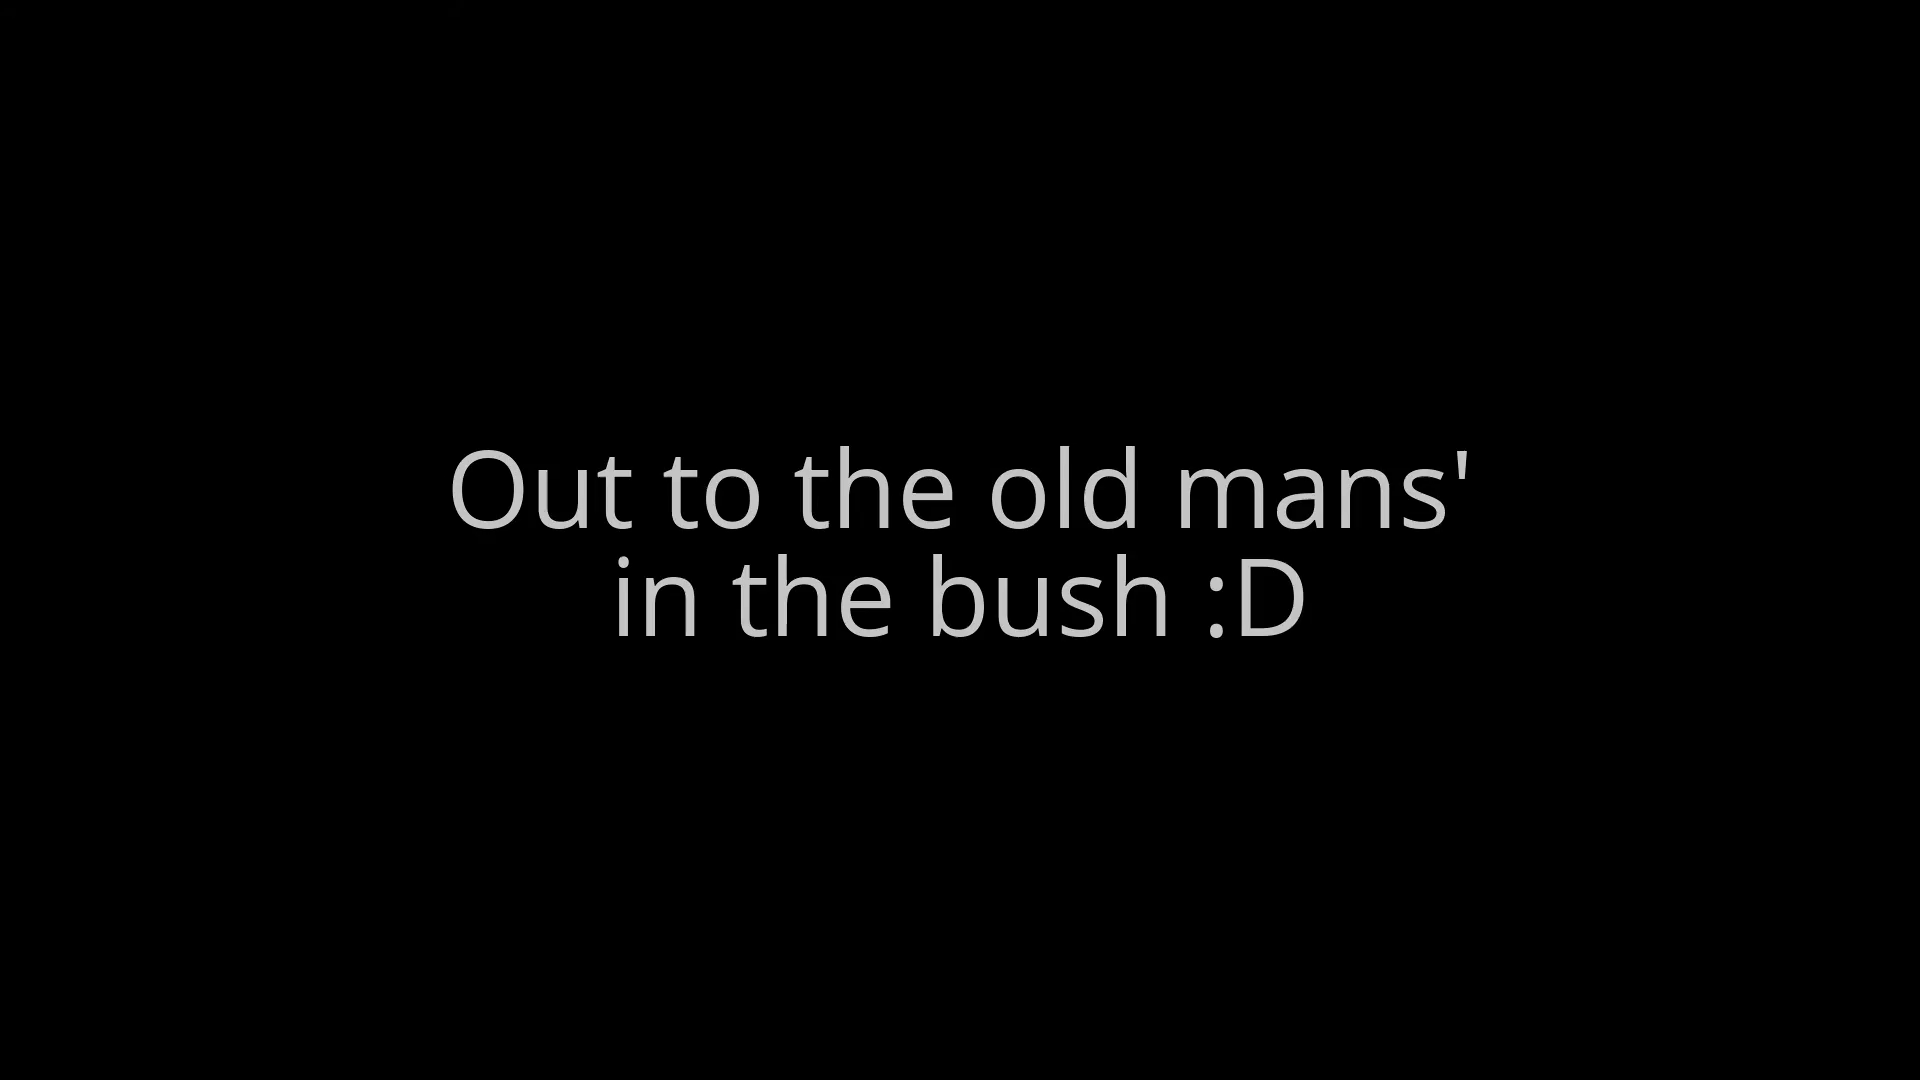 Out to the old mans'
in the bush :D